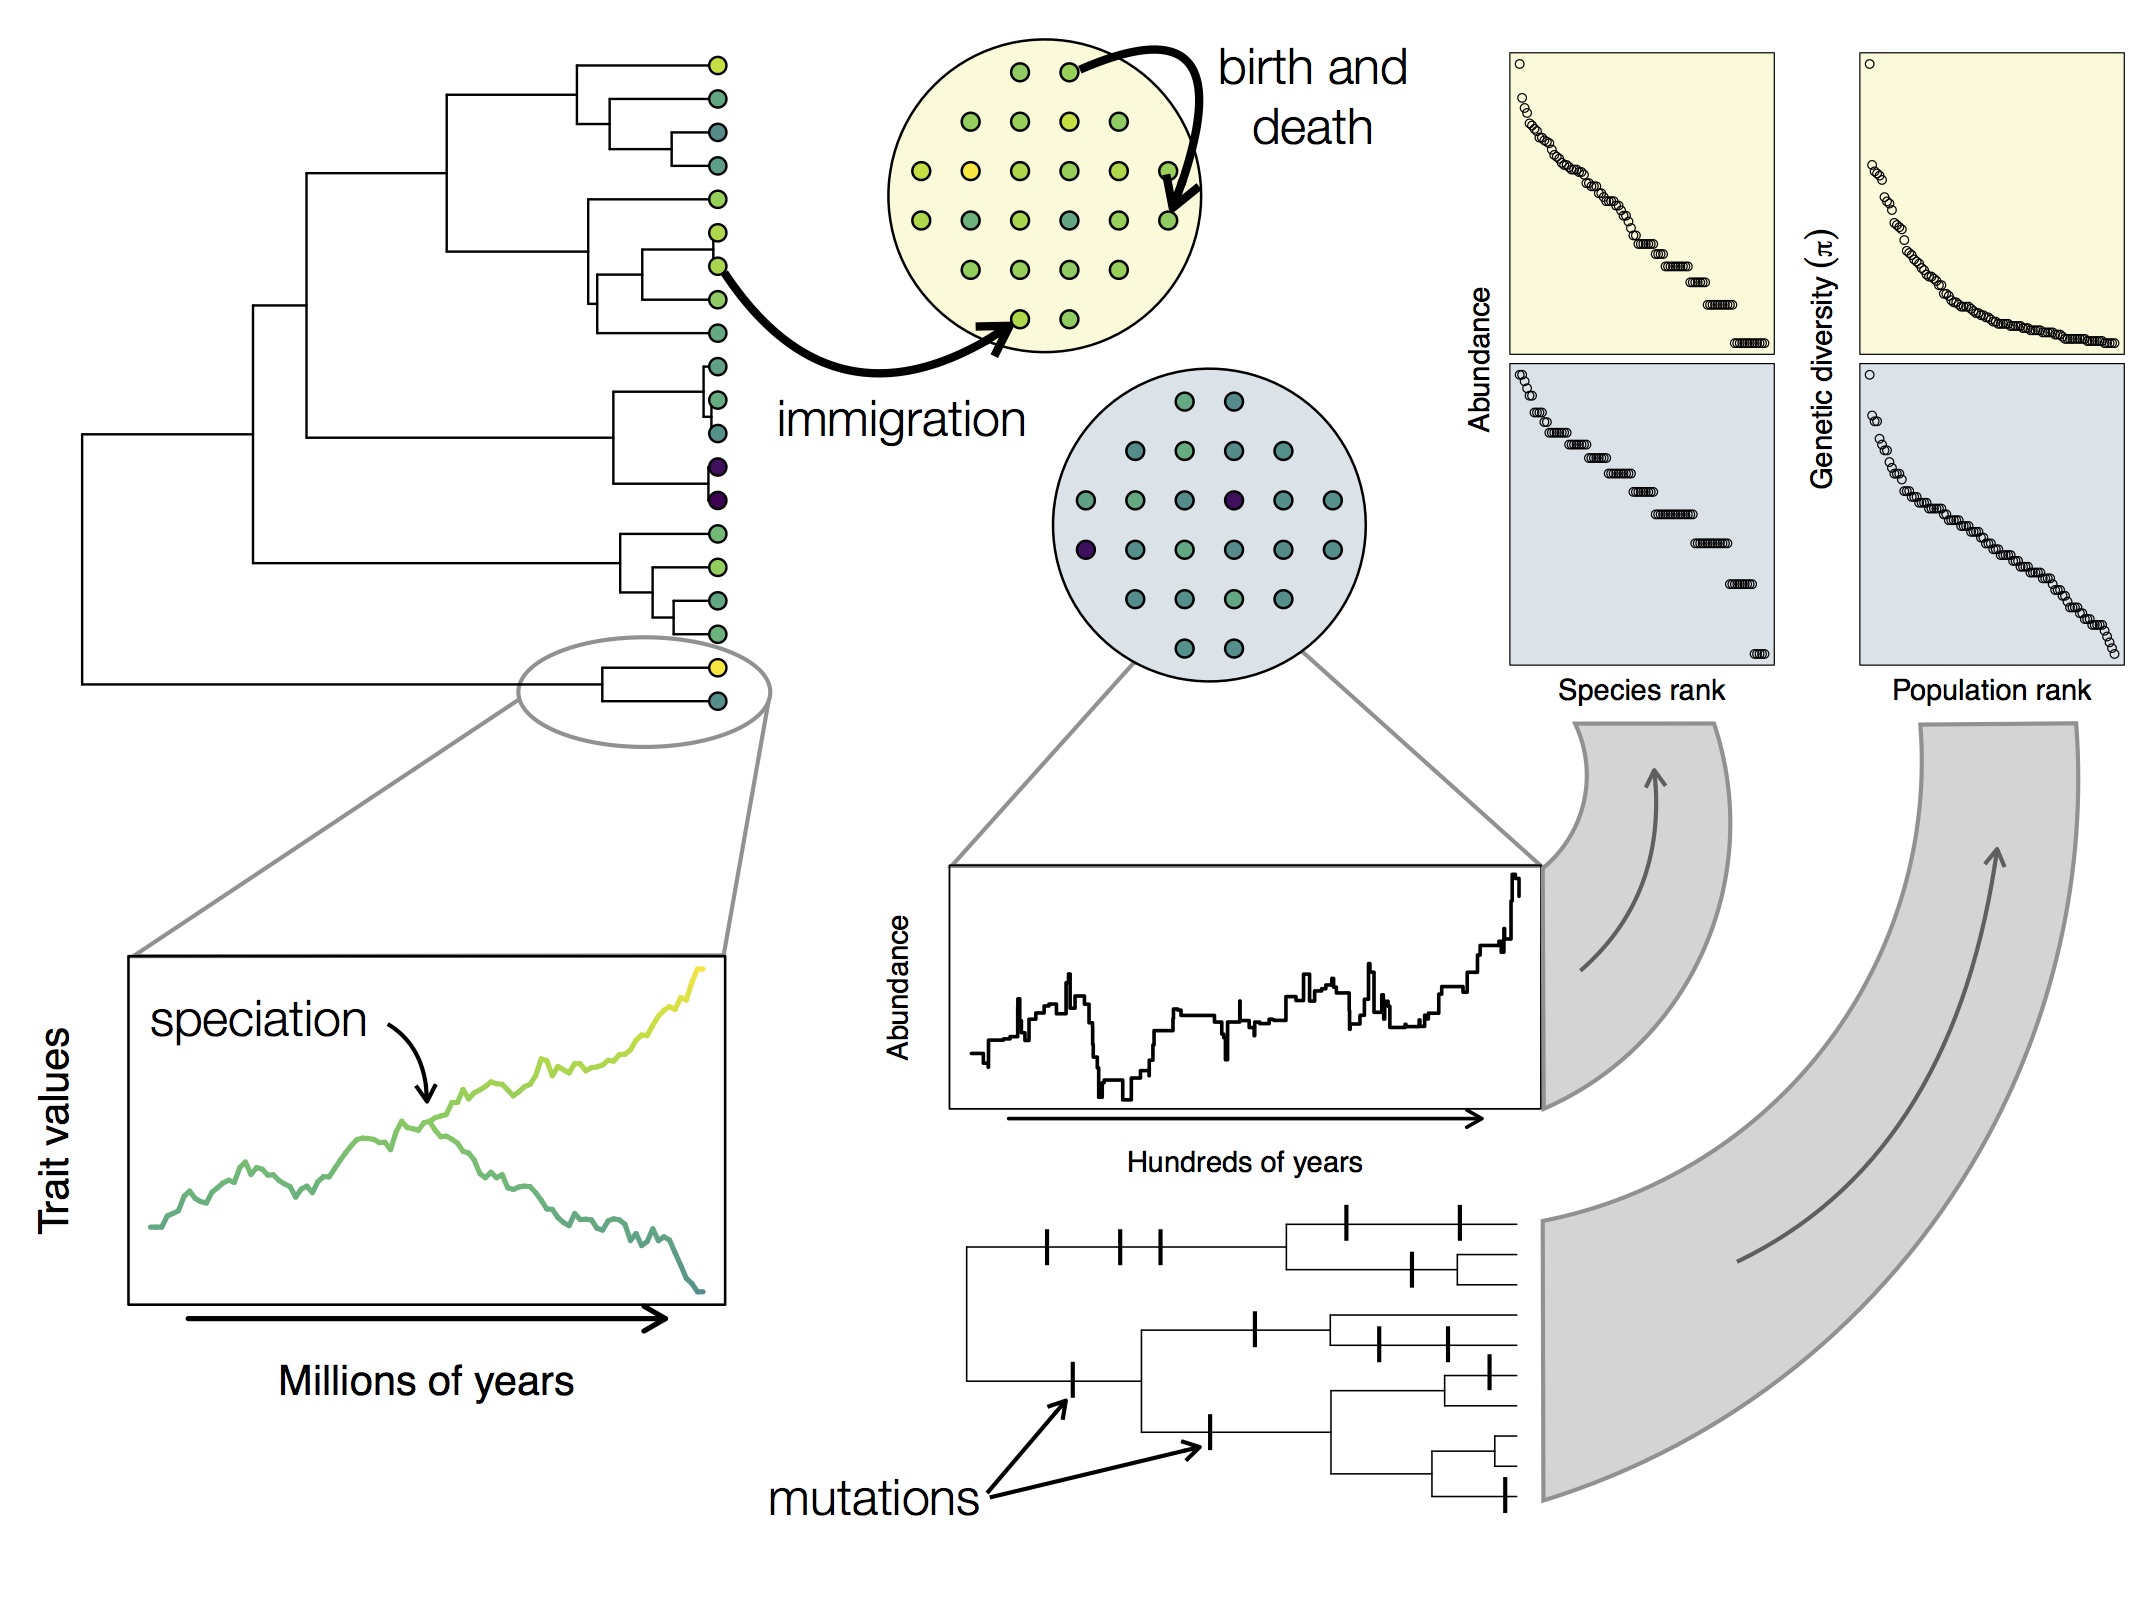 birth and
death
immigration
Abundance
Genetic diversity (π)
Species rank
Population rank
speciation
Trait values
Millions of years
Abundance
Hundreds of years
mutations